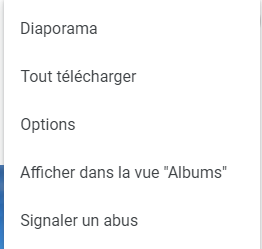 Diaporama
Tout télécharger
Options
Afficher dans la vue "Albums"
Signaler un abus